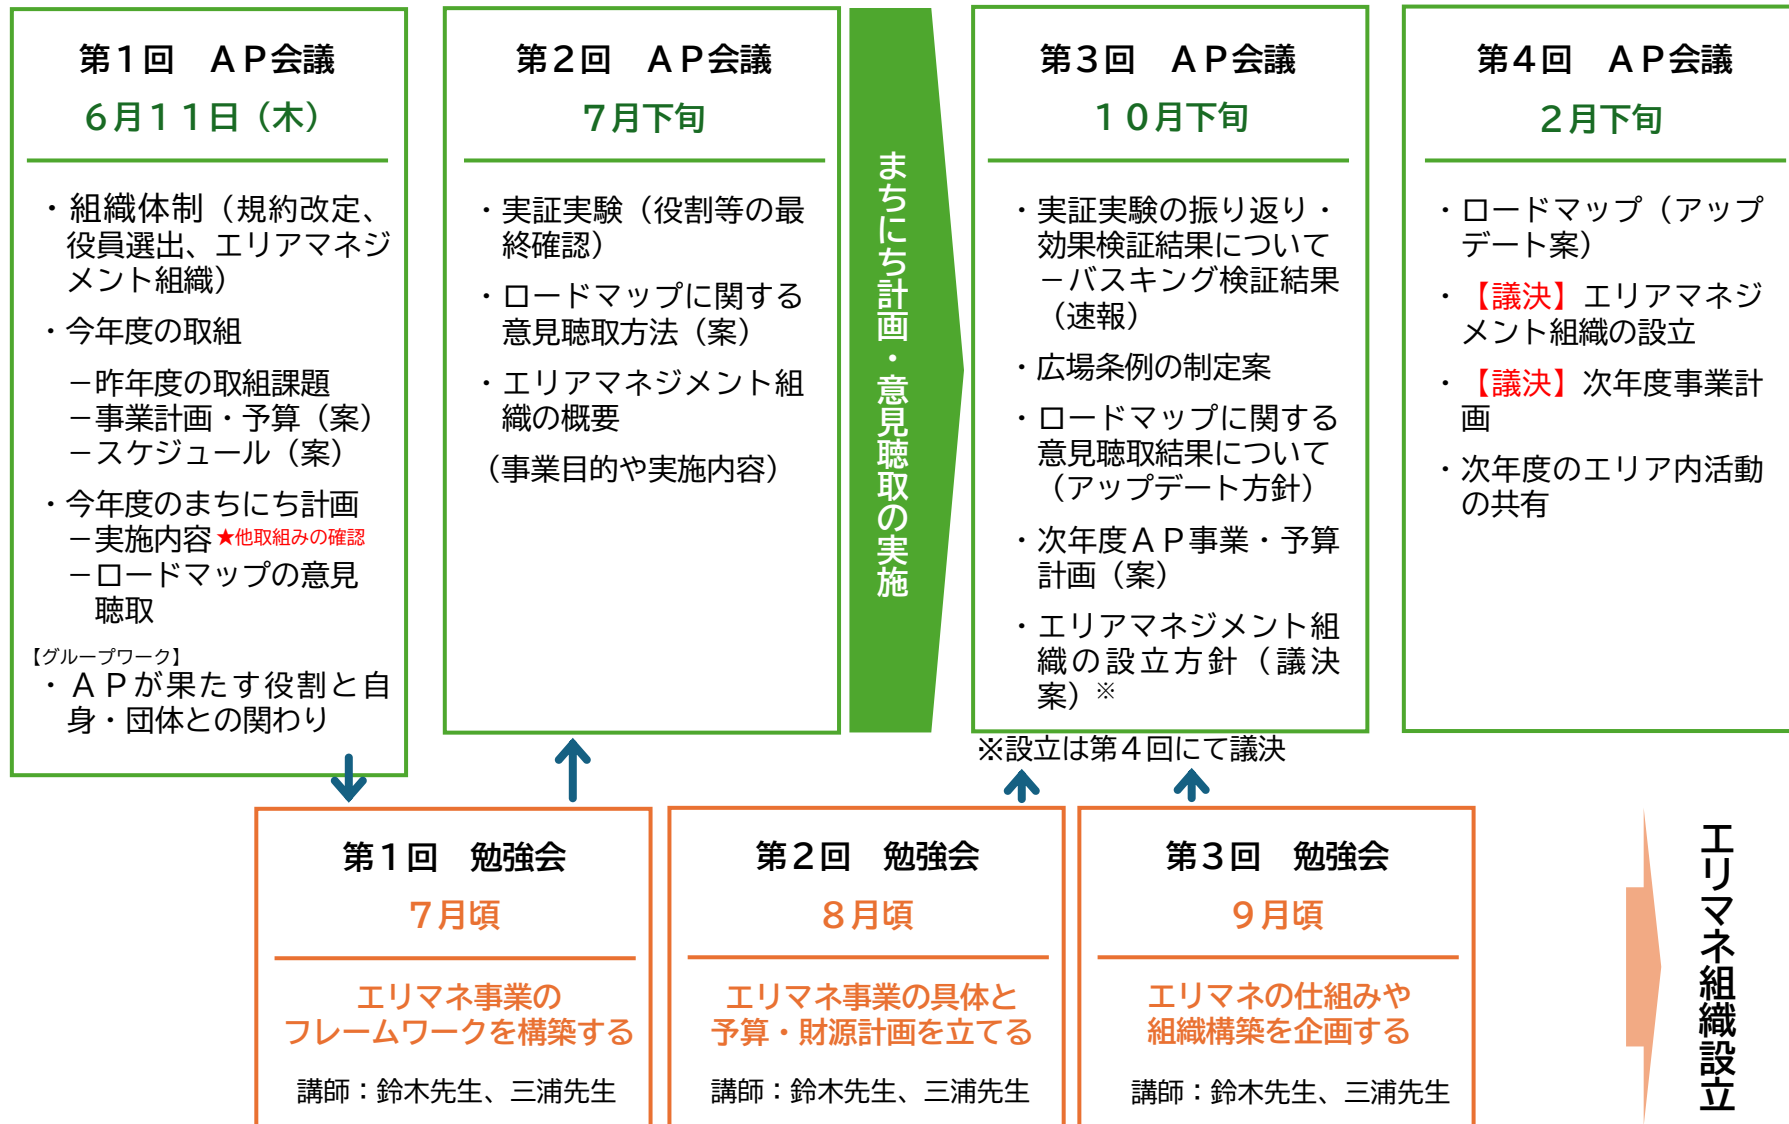 第１回　ＡＰ会議
６月１１日（木）
・組織体制（規約改定、
役員選出、エリアマネジ
メント組織）
・今年度の取組
－昨年度の取組課題
－事業計画・予算（案）
－スケジュール（案）
・今年度のまちにち計画
－実施内容★他取組みの確認
－ロードマップの意見
聴取
【グループワーク】
・ＡＰが果たす役割と自
身・団体との関わり
第２回　ＡＰ会議
７月下旬
・実証実験（役割等の最
終確認）
・ロードマップに関する
意見聴取方法（案）
・エリアマネジメント組
織の概要
（事業目的や実施内容）
まちにち計画・意見聴取の実施
第３回　ＡＰ会議
１０月下旬
・実証実験の振り返り・
効果検証結果について
－バスキング検証結果
（速報）
・広場条例の制定案
・ロードマップに関する
意見聴取結果について
（アップデート方針）
・次年度ＡＰ事業・予算
計画（案）
・エリアマネジメント組
織の設立方針（議決
案）※
※設立は第４回にて議決
第４回　ＡＰ会議
２月下旬
・ロードマップ（アップ
デート案）
・【議決】エリアマネジ
メント組織の設立
・【議決】次年度事業計
画
・次年度のエリア内活動
の共有
第１回　勉強会
７月頃
エリマネ事業の
フレームワークを構築する
講師：鈴木先生、三浦先生
第２回　勉強会
８月頃
エリマネ事業の具体と
予算・財源計画を立てる
講師：鈴木先生、三浦先生
第３回　勉強会
９月頃
エリマネの仕組みや
組織構築を企画する
講師：鈴木先生、三浦先生
エリマネ組織設立